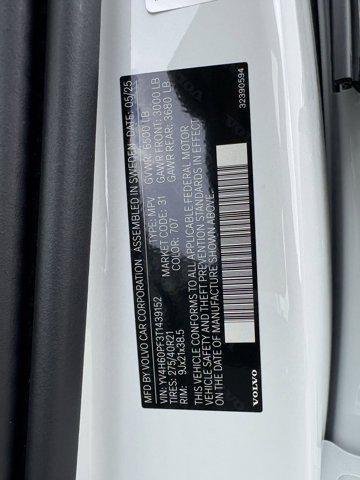 MFD BY VOLVO CAR CORPORATION ASSEMBLED IN SWEDEN DATE: 05/25
YV4H60PF3T1439152 TYPE: MPV GVWR: 6500 LB
TIRES: 275/40R21 MARKET CODE: 31 GAWR FRONT: 3000 LB
RIM: 9Jx21x38.5 COLOR: 707 GAWR REAR: 3680 LB
THIS VEHICLE CONFORMS TO ALL APPLICABLE FEDERAL MOTOR
VEHICLE SAFETY AND THEFT PREVENTION STANDARDS IN EFFECT
ON THE DATE OF MANUFACTURE SHOWN ABOVE.
VOLVO 32390594